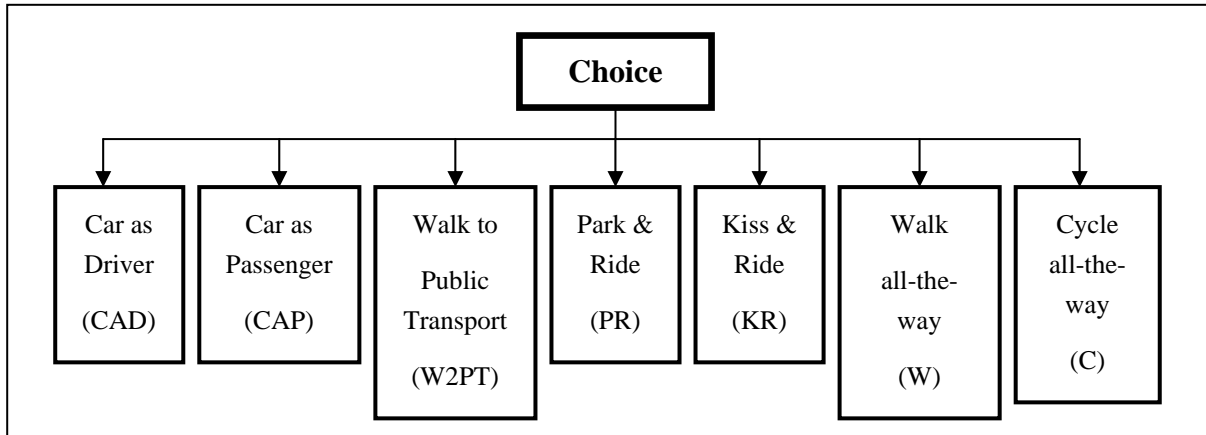 Choice
Car as
Driver
(CAD)
Car as
Passenger
(CAP)
Walk to
Public
Transport
(W2PT)
Park &
Ride
(PR)
Kiss &
Ride
(KR)
Walk
all-the-
way
(W)
Cycle
all-the-
way
(C)